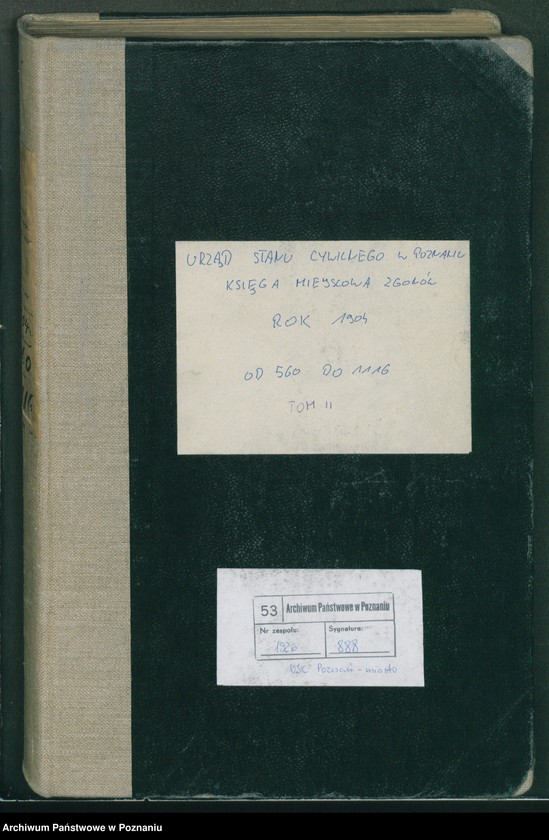 URZĄD STANU CYWILNEGO W POZNANIU
KSIĘGA MIEJSCOWA ZGONÓW
ROK 1904
OD 560 DO 1116
TOM II
53 Archiwum Państwowe w Poznaniu
Nr zespołu: Sygnatura:
1926 888
USC Poznań - miasto
Archiwum Państwowe w Poznaniu